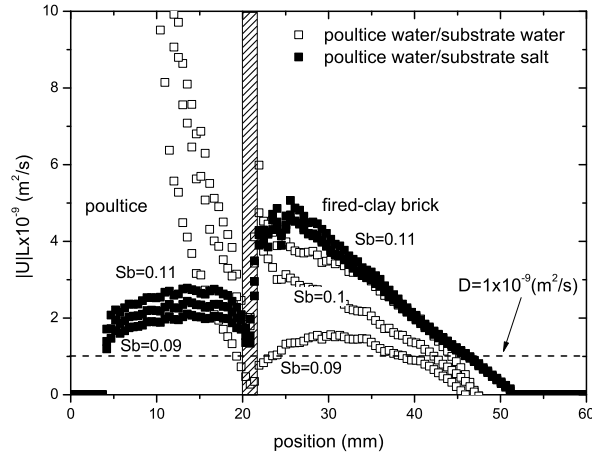 10
8
6
4
2
0
|U|Lx10⁻⁹ (m²/s)
poultice water/substrate water
poultice water/substrate salt
poultice
fired-clay brick
Sb=0.11
Sb=0.11
Sb=0.1
D=1x10⁻⁹(m²/s)
Sb=0.09
Sb=0.09
0 10 20 30 40 50 60
position (mm)